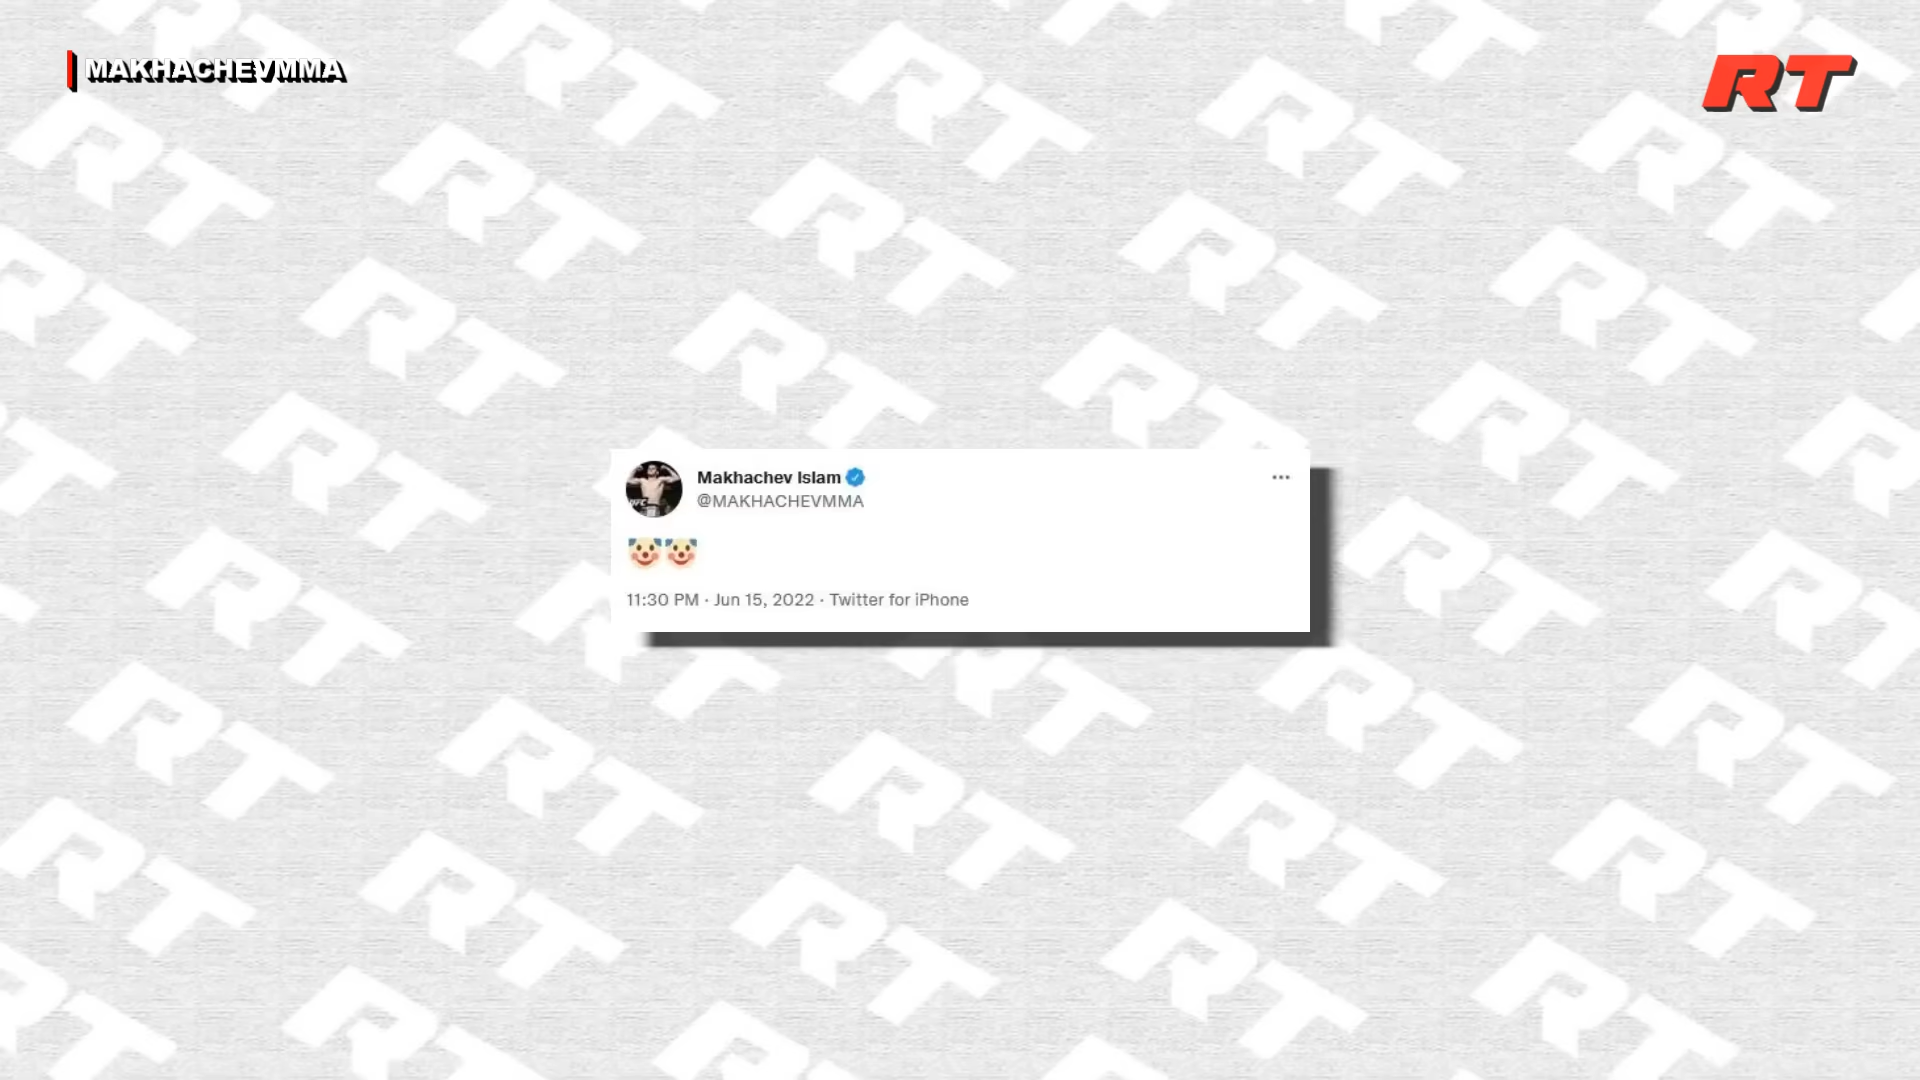 MAKHACHEVMMA
RT
Makhachev Islam
@MAKHACHEVMMA
🤡🤡
11:30 PM · Jun 15, 2022 · Twitter for iPhone